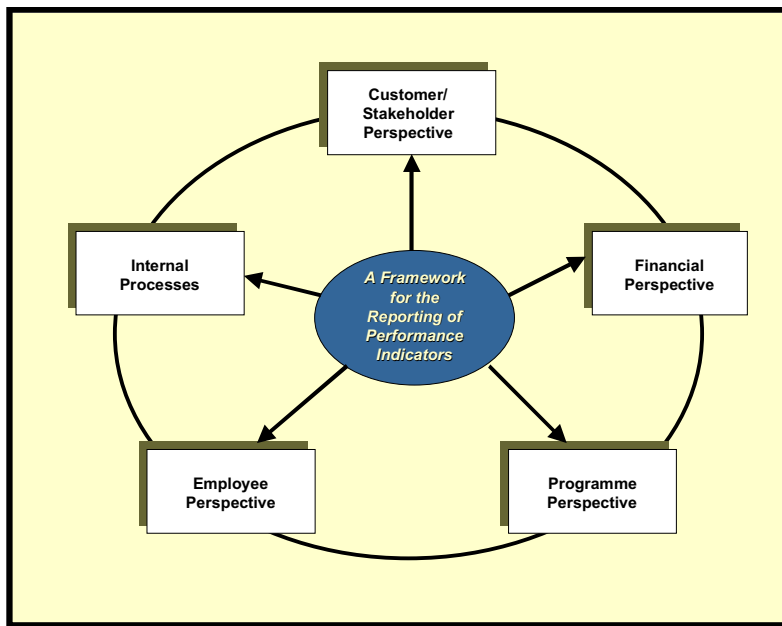 Customer/
Stakeholder
Perspective
Internal
Processes
A Framework
for the
Reporting of
Performance
Indicators
Financial
Perspective
Employee
Perspective
Programme
Perspective